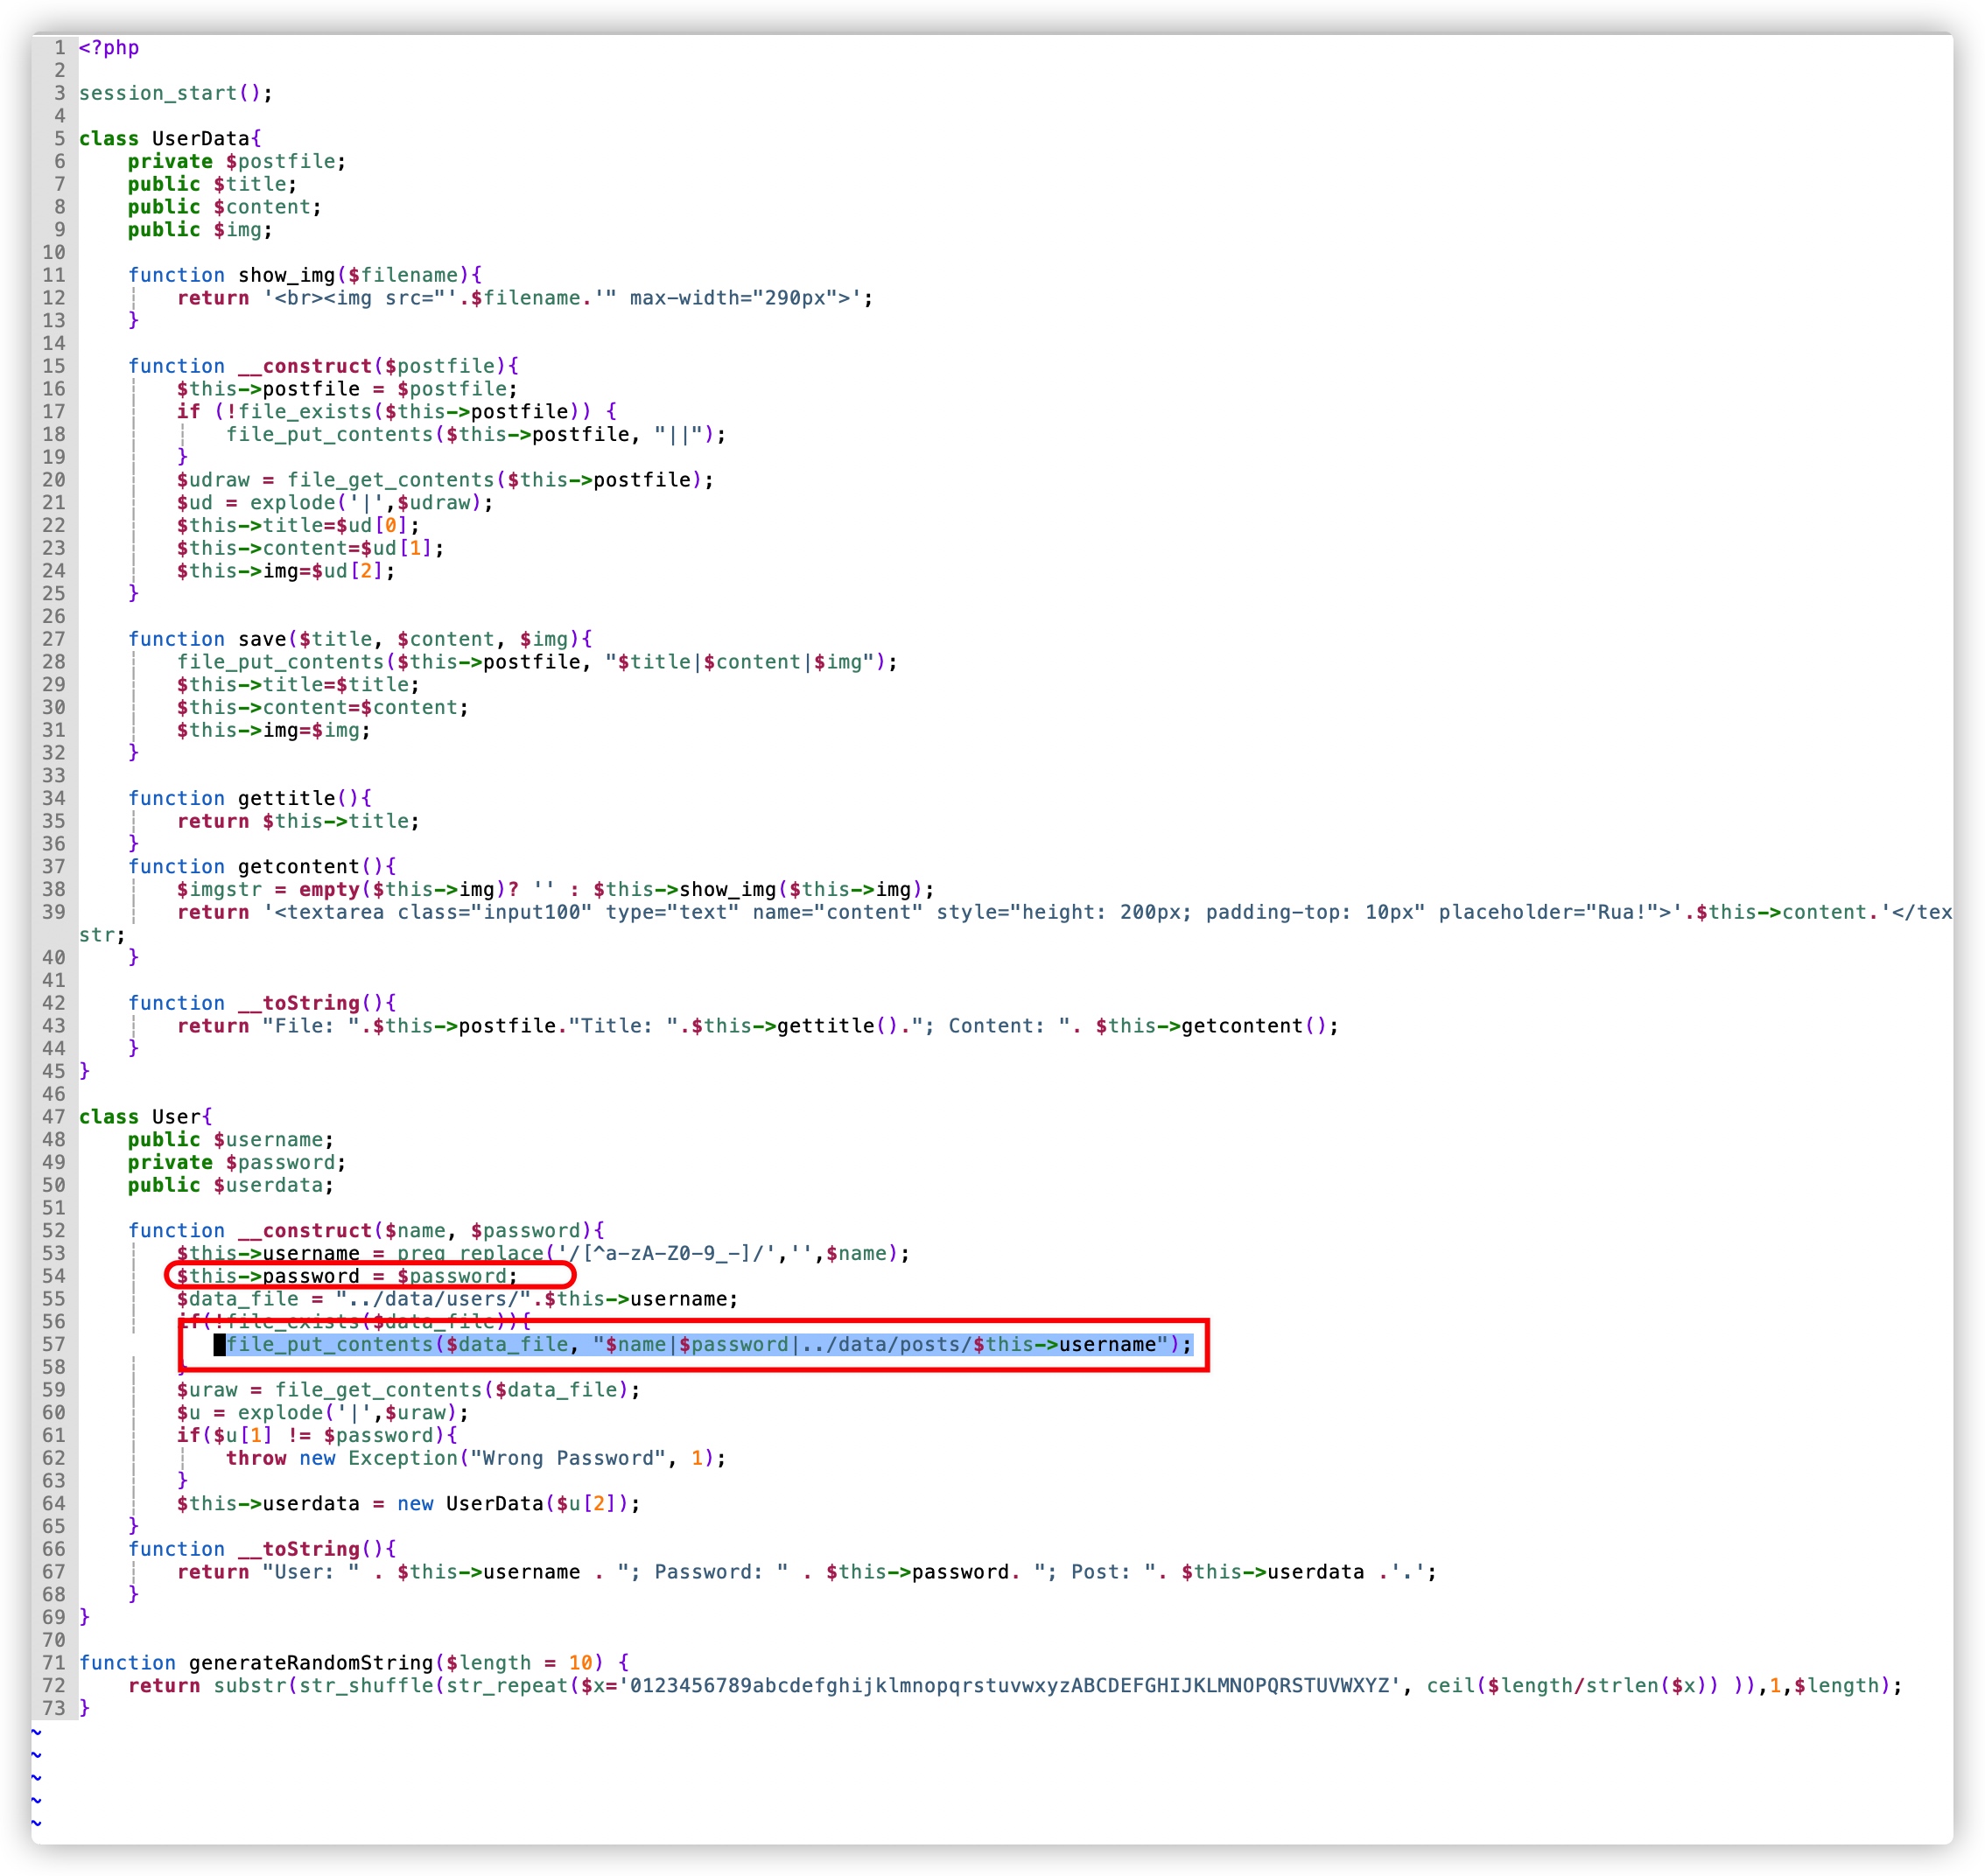 1 <?php
2
3 session_start();
4
5 class UserData{
6     private $postfile;
7     public $title;
8     public $content;
9     public $img;
10
11     function show_img($filename){
12         return '<br><img src="'.$filename.'" max-width="290px">';
13     }
14
15     function __construct($postfile){
16         $this->postfile = $postfile;
17         if (!file_exists($this->postfile)) {
18             file_put_contents($this->postfile, "||");
19         }
20         $udraw = file_get_contents($this->postfile);
21         $ud = explode('|',$udraw);
22         $this->title=$ud[0];
23         $this->content=$ud[1];
24         $this->img=$ud[2];
25     }
26
27     function save($title, $content, $img){
28         file_put_contents($this->postfile, "$title|$content|$img");
29         $this->title=$title;
30         $this->content=$content;
31         $this->img=$img;
32     }
33
34     function gettitle(){
35         return $this->title;
36     }
37     function getcontent(){
38         $imgstr = empty($this->img)? '' : $this->show_img($this->img);
39         return '<textarea class="input100" type="text" name="content" style="height: 200px; padding-top: 10px" placeholder="Rua!">'.$this->content.'</tex
str;
40     }
41
42     function __toString(){
43         return "File: ".$this->postfile."Title: ".$this->gettitle()."; Content: ". $this->getcontent();
44     }
45 }
46
47 class User{
48     public $username;
49     private $password;
50     public $userdata;
51
52     function __construct($name, $password){
53         $this->username = preg_replace('/[^a-zA-Z0-9_-]/','',$name);
54         $this->password = $password;
55         $data_file = "../data/users/".$this->username;
56         if(!file_exists($data_file)){
57             file_put_contents($data_file, "$name|$password|../data/posts/$this->username");
58         }
59         $uraw = file_get_contents($data_file);
60         $u = explode('|',$uraw);
61         if($u[1] != $password){
62             throw new Exception("Wrong Password", 1);
63         }
64         $this->userdata = new UserData($u[2]);
65     }
66     function __toString(){
67         return "User: " . $this->username . "; Password: " . $this->password. "; Post: ". $this->userdata .'.';
68     }
69 }
70
71 function generateRandomString($length = 10) {
72     return substr(str_shuffle(str_repeat($x='0123456789abcdefghijklmnopqrstuvwxyzABCDEFGHIJKLMNOPQRSTUVWXYZ', ceil($length/strlen($x)) )),1,$length);
73 }
~
~
~
~
~